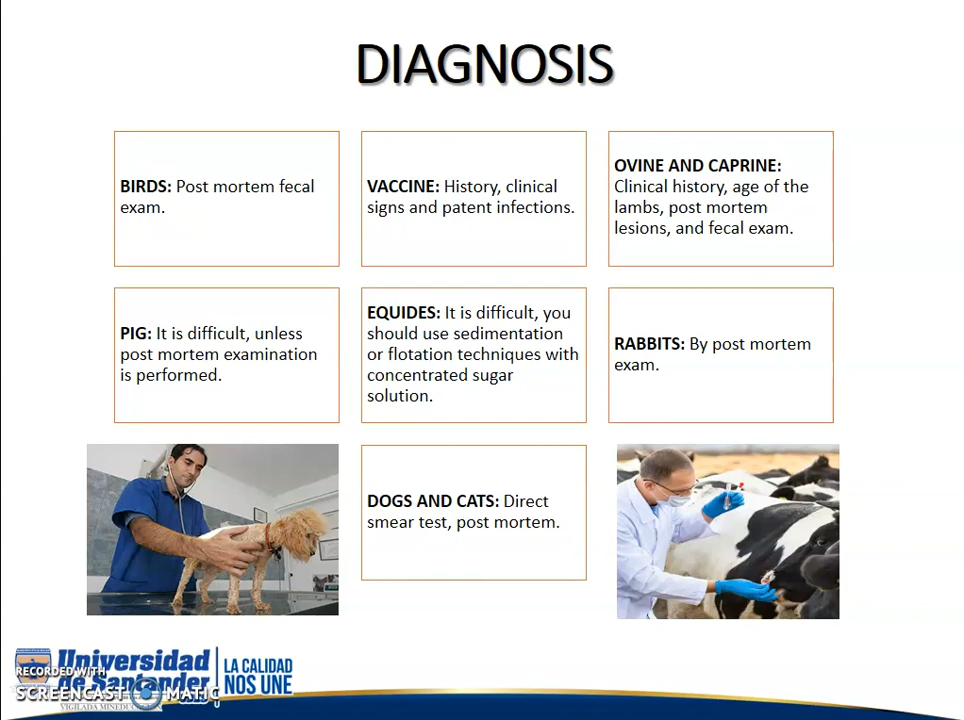 DIAGNOSIS
BIRDS: Post mortem fecal
exam.
VACCINE: History, clinical
signs and patent infections.
OVINE AND CAPRINE:
Clinical history, age of the
lambs, post mortem
lesions, and fecal exam.
PIG: It is difficult, unless
post mortem examination
is performed.
EQUIDES: It is difficult, you
should use sedimentation
or flotation techniques with
concentrated sugar
solution.
RABBITS: By post mortem
exam.
DOGS AND CATS: Direct
smear test, post mortem.
Universidad
de Santander
LA CALIDAD
NOS UNE
RECORDED WITH
SCREENCAST MATIC